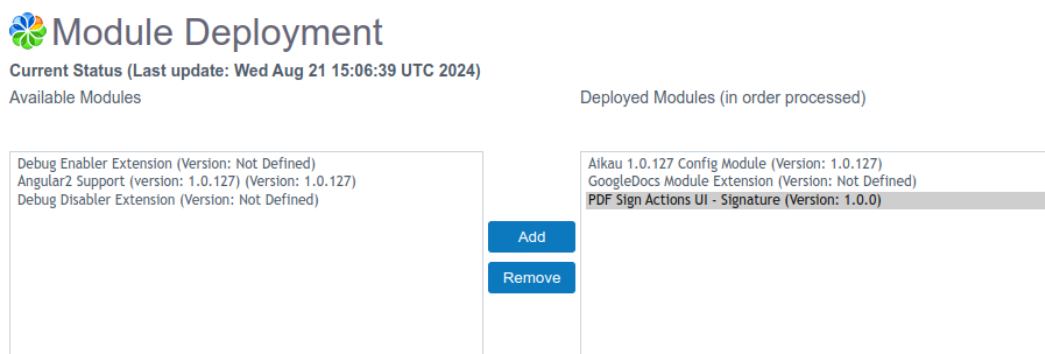 Module Deployment
Current Status (Last update: Wed Aug 21 15:06:39 UTC 2024)
Available Modules
Debug Enabler Extension (Version: Not Defined)
Angular2 Support (version: 1.0.127) (Version: 1.0.127)
Debug Disabler Extension (Version: Not Defined)
Add
Remove
Deployed Modules (in order processed)
Aikau 1.0.127 Config Module (Version: 1.0.127)
GoogleDocs Module Extension (Version: Not Defined)
PDF Sign Actions UI - Signature (Version: 1.0.0)